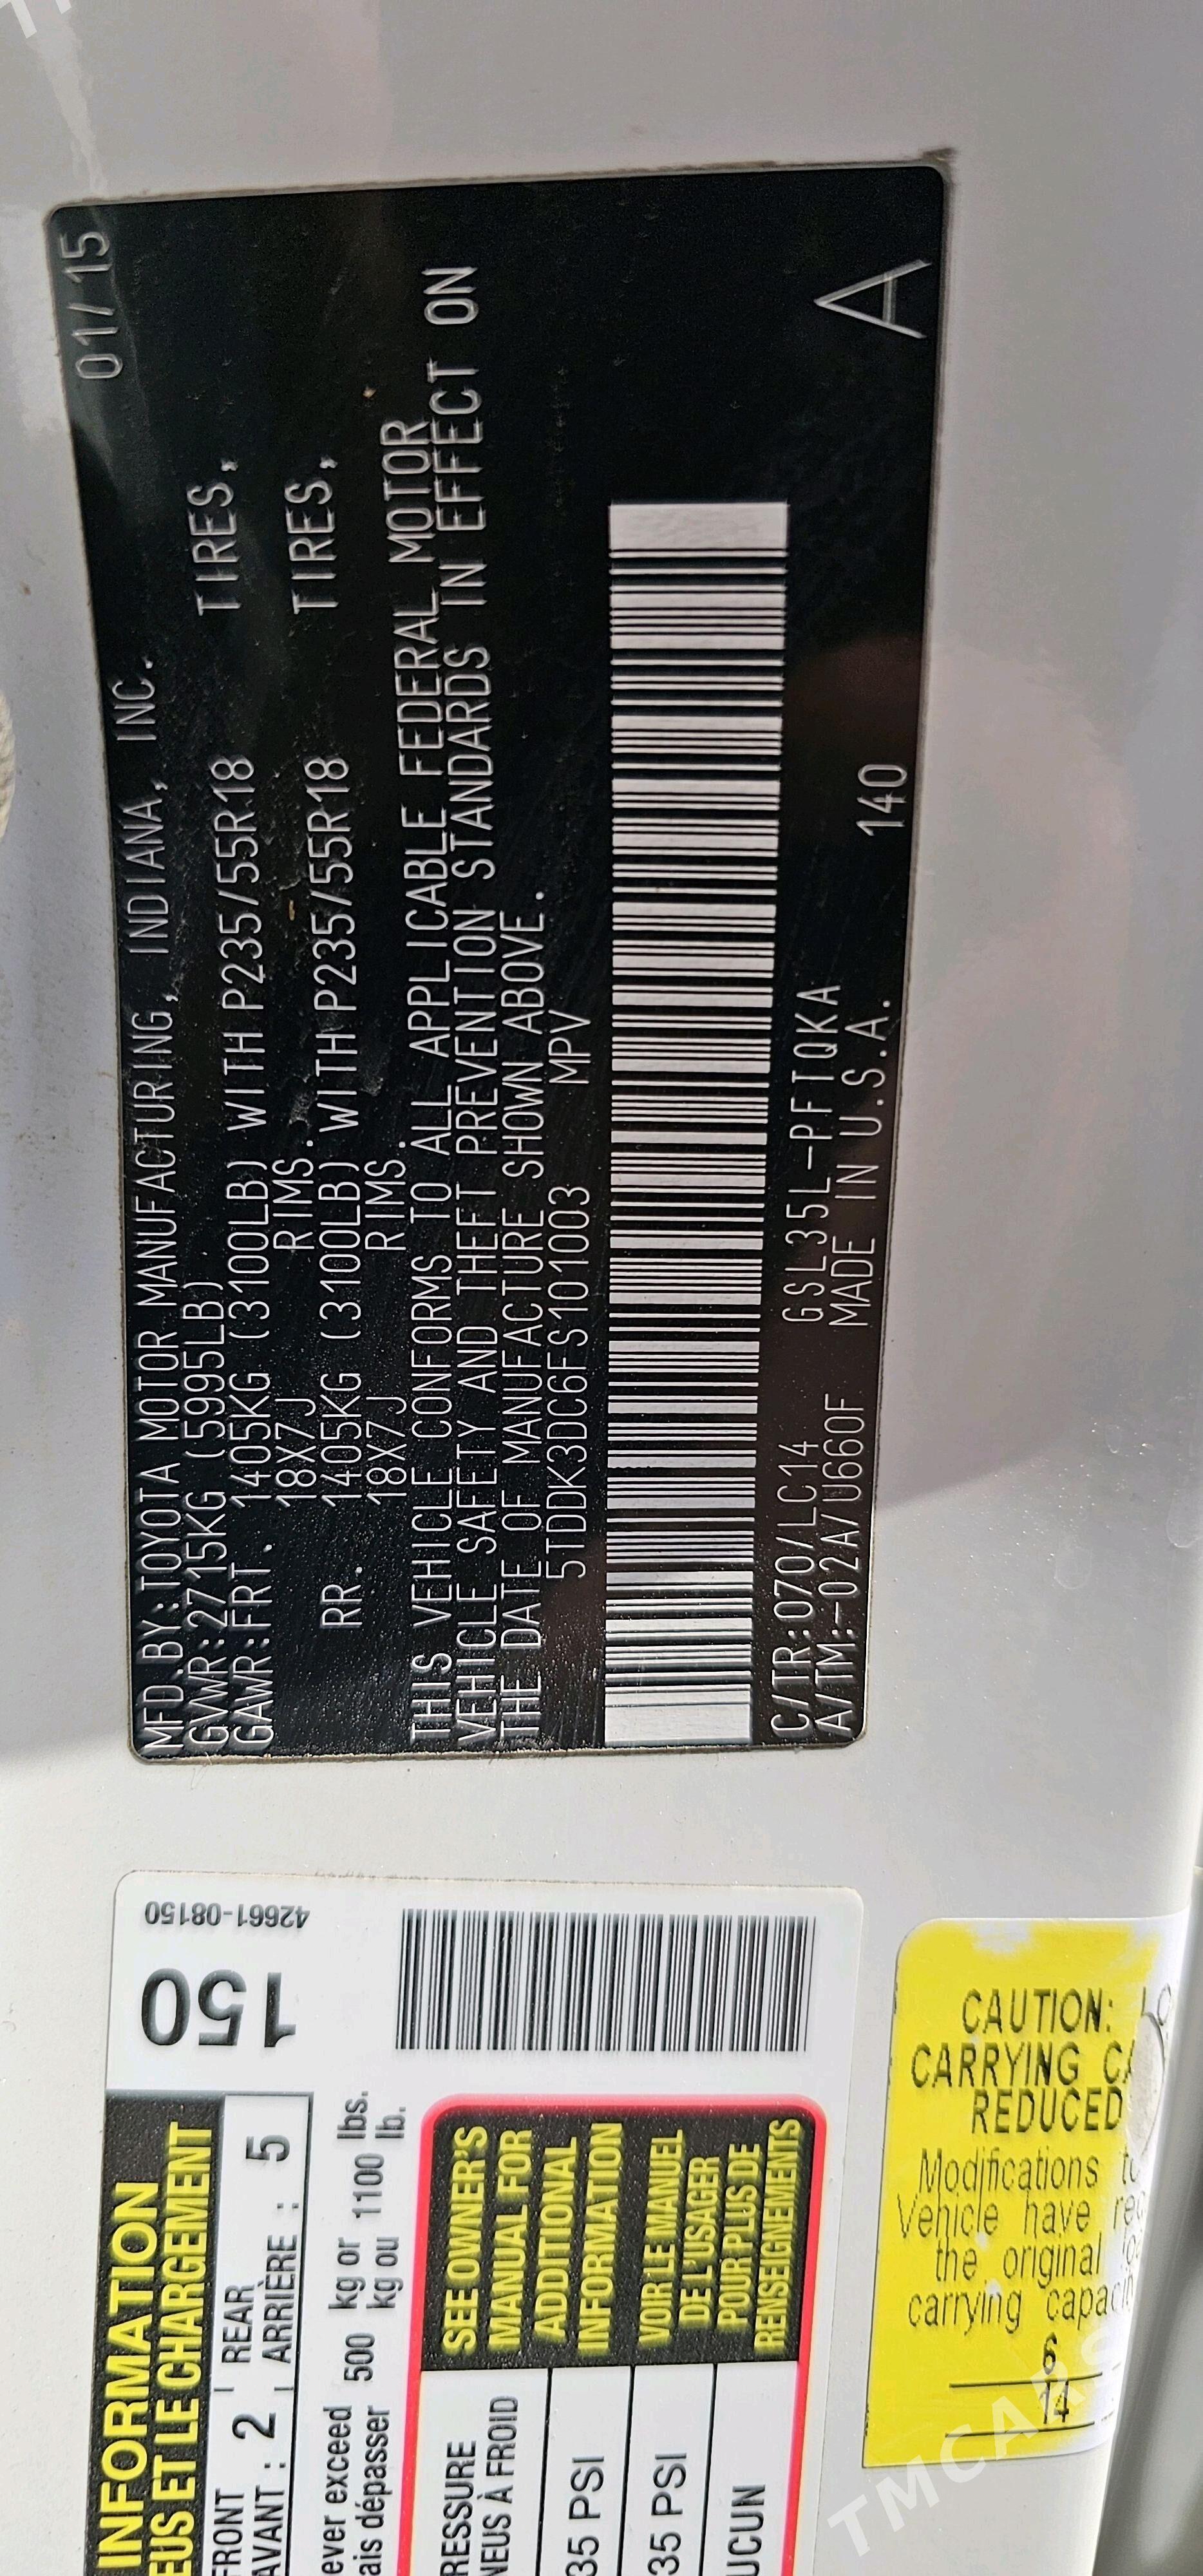 01/15
MFD.BY:TOYOTA MOTOR MANUFACTURING, INDIANA, INC.
GVWR:2715KG (5995LB)
GAWR:FRT. 1405KG (3100LB) WITH P235/55R18 TIRES,
18X7J RIMS.
RR. 1405KG (3100LB) WITH P235/55R18 TIRES,
18X7J RIMS.
THIS VEHICLE CONFORMS TO ALL APPLICABLE FEDERAL MOTOR
VEHICLE SAFETY AND THEFT PREVENTION STANDARDS IN EFFECT ON
THE DATE OF MANUFACTURE SHOWN ABOVE.
5TDDK3DC6FS101003 MPV
C/TR:070/LC14 GSL35L-PFTQKA
A/TM:-02A/U660F MADE IN U.S.A. 140
A
INFORMATION
EUS ET LE CHARGEMENT
150
42661-08150
FRONT 2 REAR 5
AVANT : ARRIÈRE :
ever exceed 500 kg or 1100 lbs.
ais dépasser kg ou lb.
RESSURE
NEUS À FROID
35 PSI
35 PSI
UCUN
SEE OWNER'S
MANUAL FOR
ADDITIONAL
INFORMATION
VOIR LE MANUEL
DE L'USAGER
POUR PLUS DE
RENSEIGNEMENTS
CAUTION:
CARRYING
REDUCED
Modifications
Vehicle have
the original
carrying
6
14
TMCARS